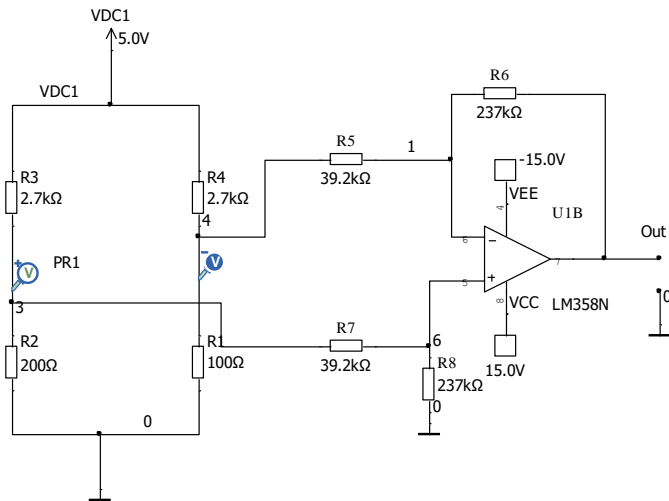 VDC1
5.0V
VDC1
R6
237kΩ
R5
39.2kΩ
1
-15.0V
VEE
4
U1B
R3
2.7kΩ
R4
2.7kΩ
4
6
−
Out
PR1
V
V
7
3
5
+
VCC
8
LM358N
0
R2
200Ω
R1
100Ω
R7
39.2kΩ
6
15.0V
R8
237kΩ
0
0